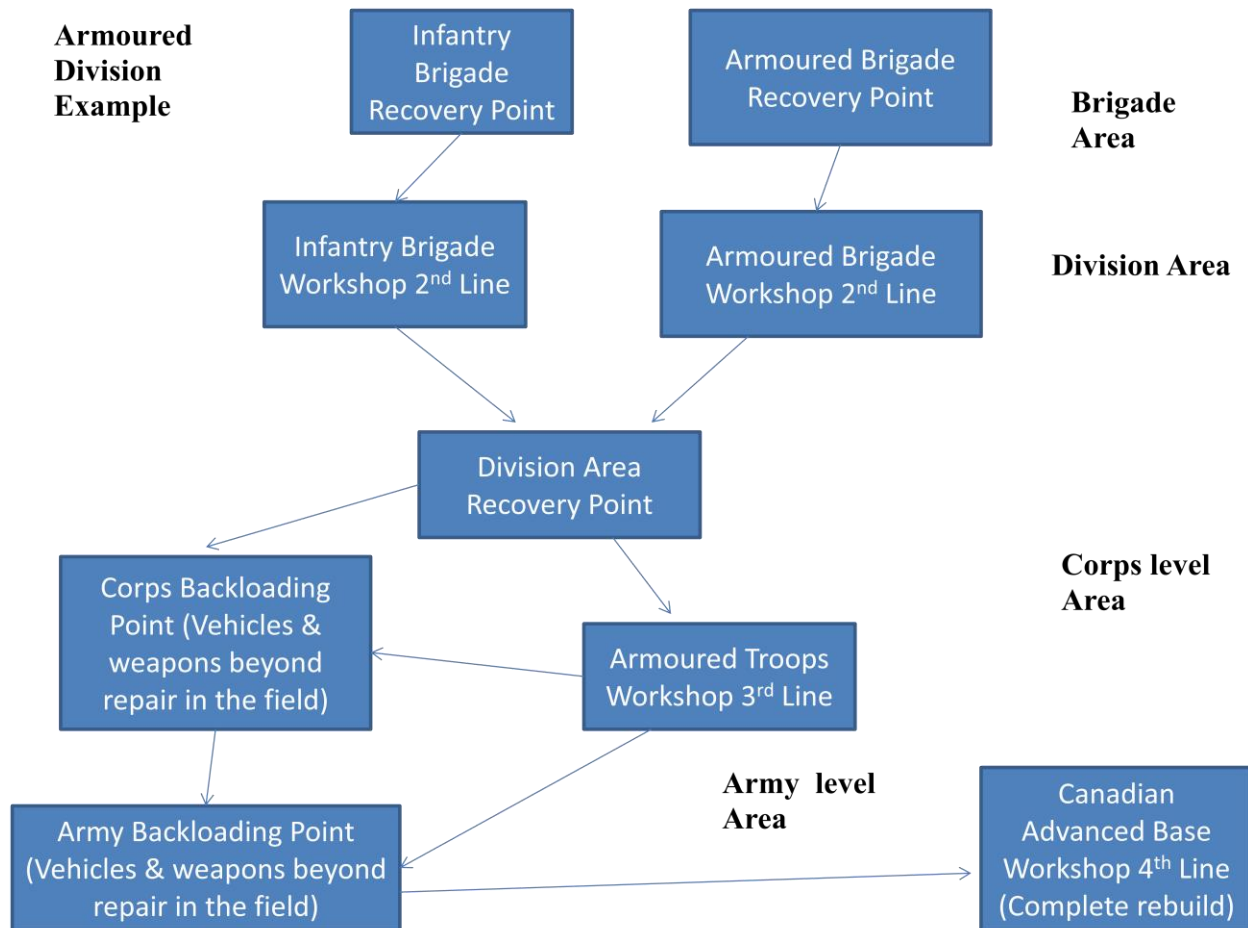 Armoured
Division
Example
Infantry
Brigade
Recovery Point
Armoured Brigade
Recovery Point
Brigade
Area
Infantry Brigade
Workshop 2nd Line
Armoured Brigade
Workshop 2nd Line
Division Area
Division Area
Recovery Point
Corps Backloading
Point (Vehicles &
weapons beyond
repair in the field)
Armoured Troops
Workshop 3rd Line
Corps level
Area
Army Backloading Point
(Vehicles & weapons beyond
repair in the field)
Army  level
Area
Canadian
Advanced Base
Workshop 4th Line
(Complete rebuild)